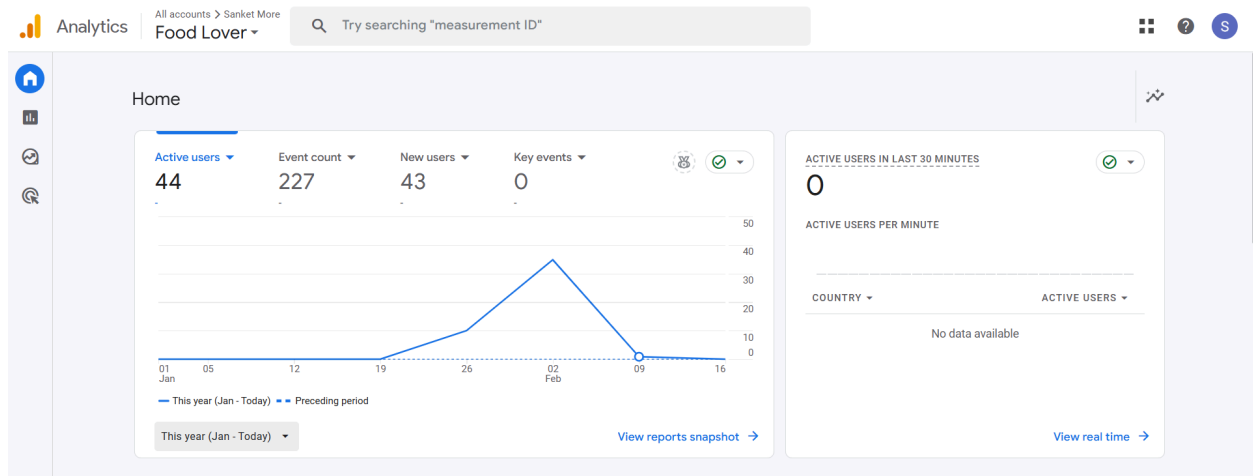 Analytics
All accounts > Sanket More
Food Lover
Try searching "measurement ID"
S
Home
Active users
44
-
Event count
227
-
New users
43
-
Key events
0
-
50
40
30
20
10
0
01 05 12 19 26 02 09 16
Jan Feb
This year (Jan - Today) Preceding period
This year (Jan - Today)
View reports snapshot
ACTIVE USERS IN LAST 30 MINUTES
0
ACTIVE USERS PER MINUTE
COUNTRY ACTIVE USERS
No data available
View real time